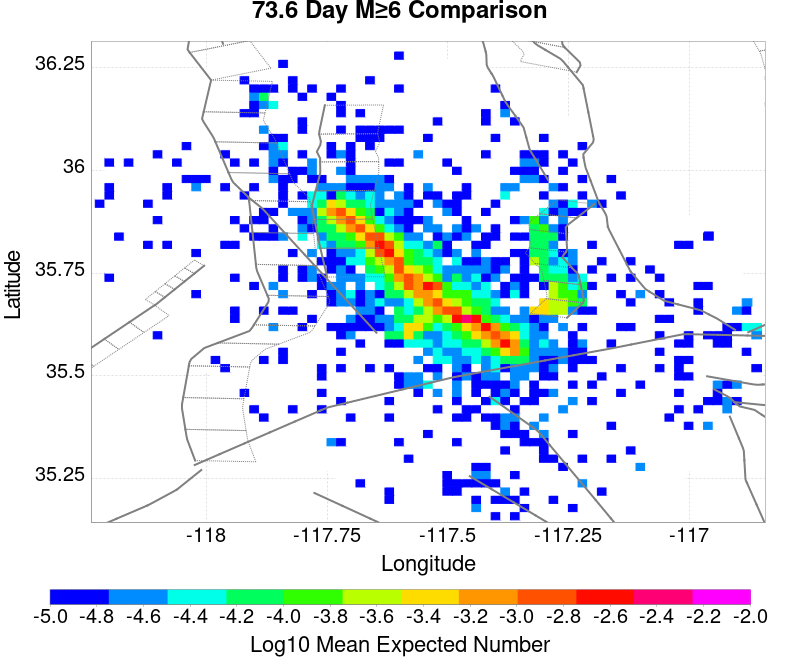 73.6 Day M≥6 Comparison
36.25
36
35.75
35.5
35.25
Latitude
-118 -117.75 -117.5 -117.25 -117
Longitude
-5.0 -4.8 -4.6 -4.4 -4.2 -4.0 -3.8 -3.6 -3.4 -3.2 -3.0 -2.8 -2.6 -2.4 -2.2 -2.0
Log10 Mean Expected Number